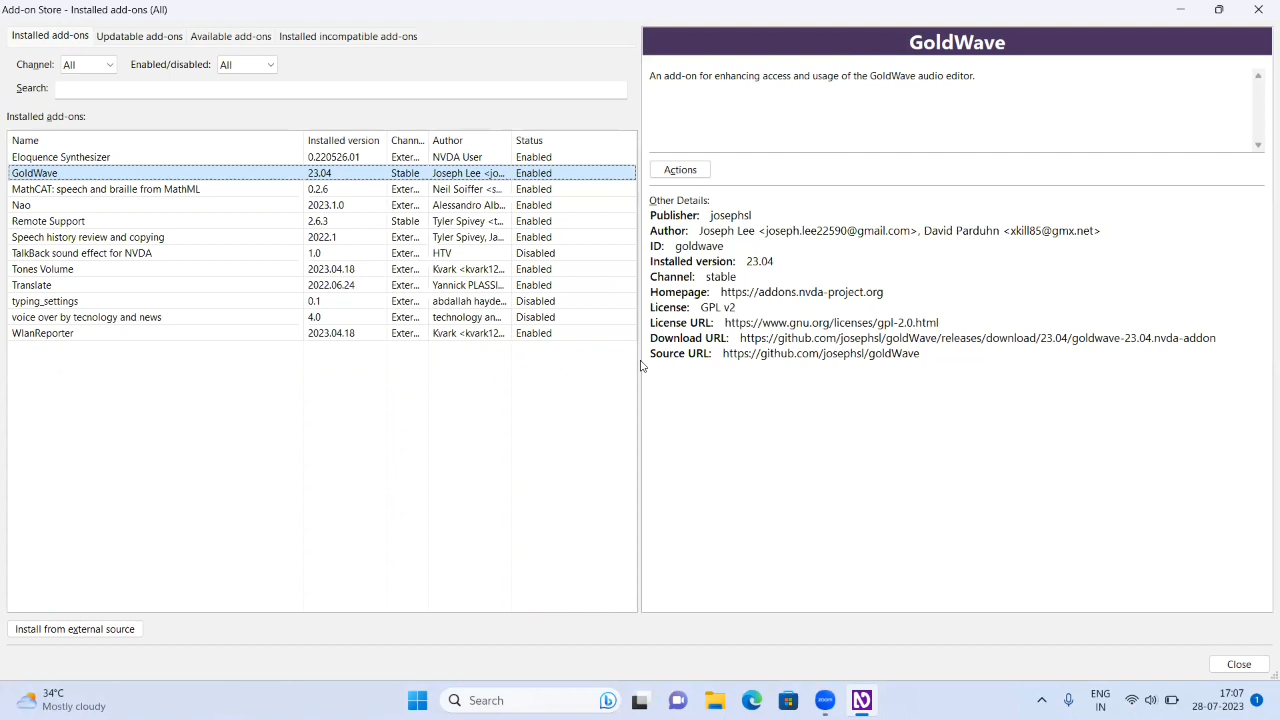 Add-on Store - Installed add-ons (All)
Installed add-ons Updatable add-ons Available add-ons Installed incompatible add-ons
Channel: All Enabled/disabled: All
Search:
Installed add-ons:
Name Installed version Chann... Author Status
Eloquence Synthesizer 0.220526.01 Exter... NVDA User Enabled
GoldWave 23.04 Stable Joseph Lee <jo... Enabled
MathCAT: speech and braille from MathML 0.2.6 Exter... Neil Soiffer <s... Enabled
Nao 2023.1.0 Exter... Alessandro Alb... Enabled
Remote Support 2.6.3 Stable Tyler Spivey <t... Enabled
Speech history review and copying 2022.1 Exter... Tyler Spivey, Ja... Enabled
TalkBack sound effect for NVDA 1.0 Exter... HTV Disabled
Tones Volume 2023.04.18 Exter... Kvark <kvark12... Enabled
Translate 2022.06.24 Exter... Yannick PLASSI... Enabled
typing_settings 0.1 Exter... abdallah hayde... Disabled
voice over by tecnology and news 4.0 Exter... technology an... Disabled
WlanReporter 2023.04.18 Exter... Kvark <kvark12... Enabled
Install from external source
GoldWave
An add-on for enhancing access and usage of the GoldWave audio editor.
Actions
Other Details:
Publisher: josephsl
Author: Joseph Lee <joseph.lee22590@gmail.com>, David Parduhn <xkill85@gmx.net>
ID: goldwave
Installed version: 23.04
Channel: stable
Homepage: https://addons.nvda-project.org
License: GPL v2
License URL: https://www.gnu.org/licenses/gpl-2.0.html
Download URL: https://github.com/josephsl/goldWave/releases/download/23.04/goldwave-23.04.nvda-addon
Source URL: https://github.com/josephsl/goldWave
Close
34°C
Mostly cloudy
Search
zoom
ENG
IN
17:07
28-07-2023
1